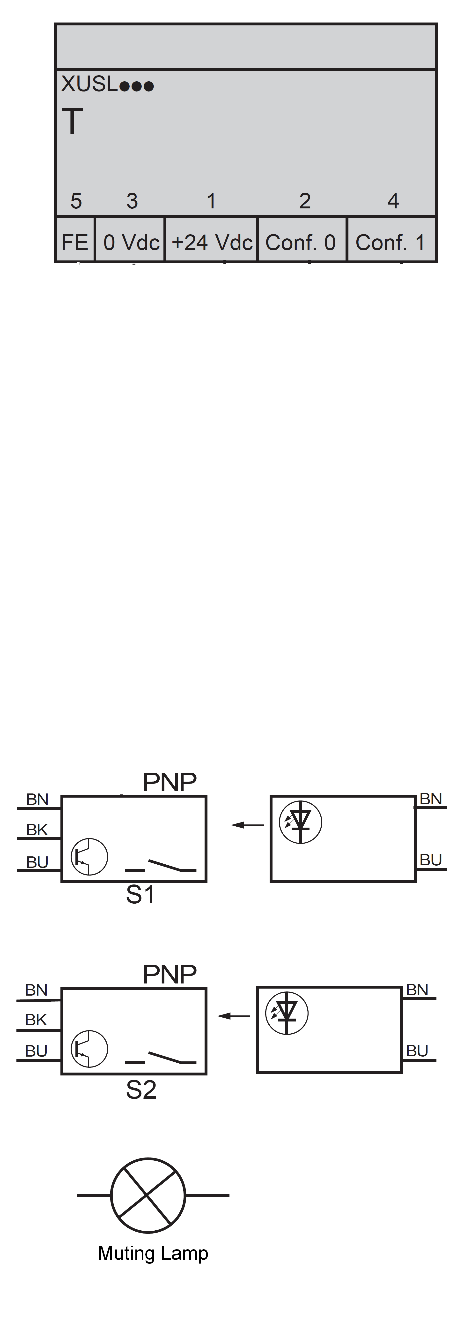 XUSL●●●
T
5 3 1 2 4
FE 0 Vdc +24 Vdc Conf. 0 Conf. 1
PNP
BN BN
BK
BU BU
S1
PNP
BN BN
BK
BU BU
S2
Muting Lamp